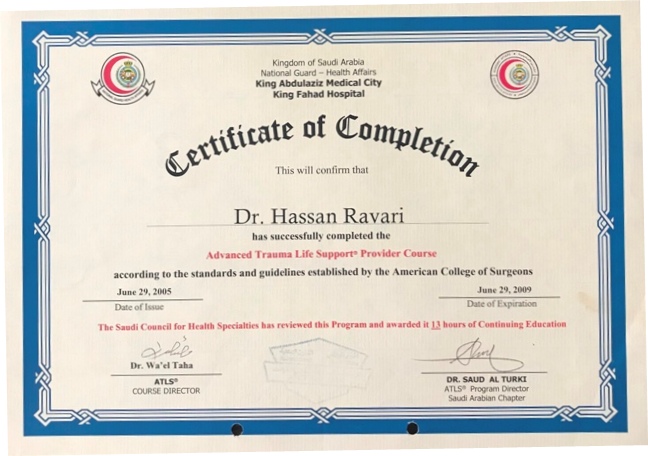 Kingdom of Saudi Arabia
National Guard – Health Affairs
King Abdulaziz Medical City
King Fahad Hospital
Certificate of Completion
This will confirm that
Dr. Hassan Ravari
has successfully completed the
Advanced Trauma Life Support® Provider Course
according to the standards and guidelines established by the American College of Surgeons
June 29, 2005
Date of Issue
June 29, 2009
Date of Expiration
The Saudi Council for Health Specialties has reviewed this Program and awarded it 13 hours of Continuing Education
Dr. Wa'el Taha
ATLS®
COURSE DIRECTOR
DR. SAUD AL TURKI
ATLS® Program Director
Saudi Arabian Chapter